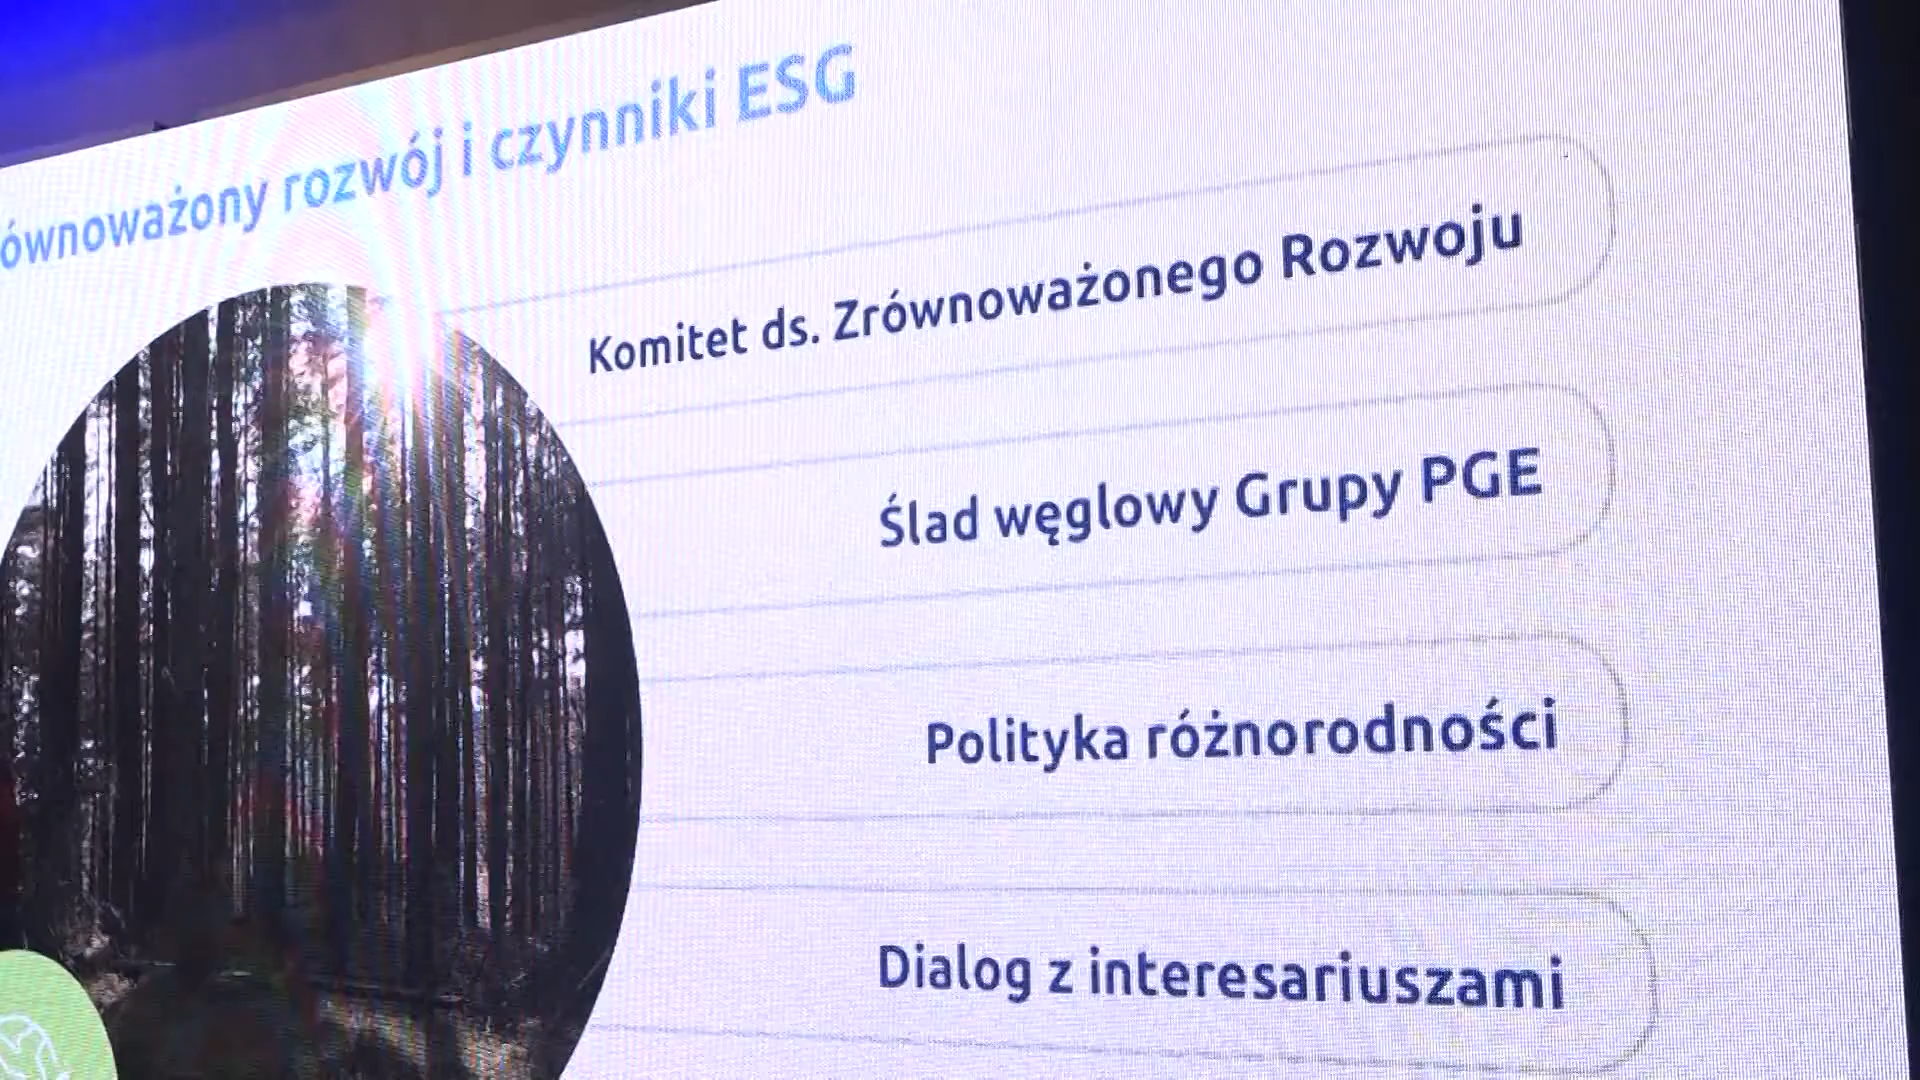 ównoważony rozwój i czynniki ESG
Komitet ds. Zrównoważonego Rozwoju
Ślad węglowy Grupy PGE
Polityka różnorodności
Dialog z interesariuszami